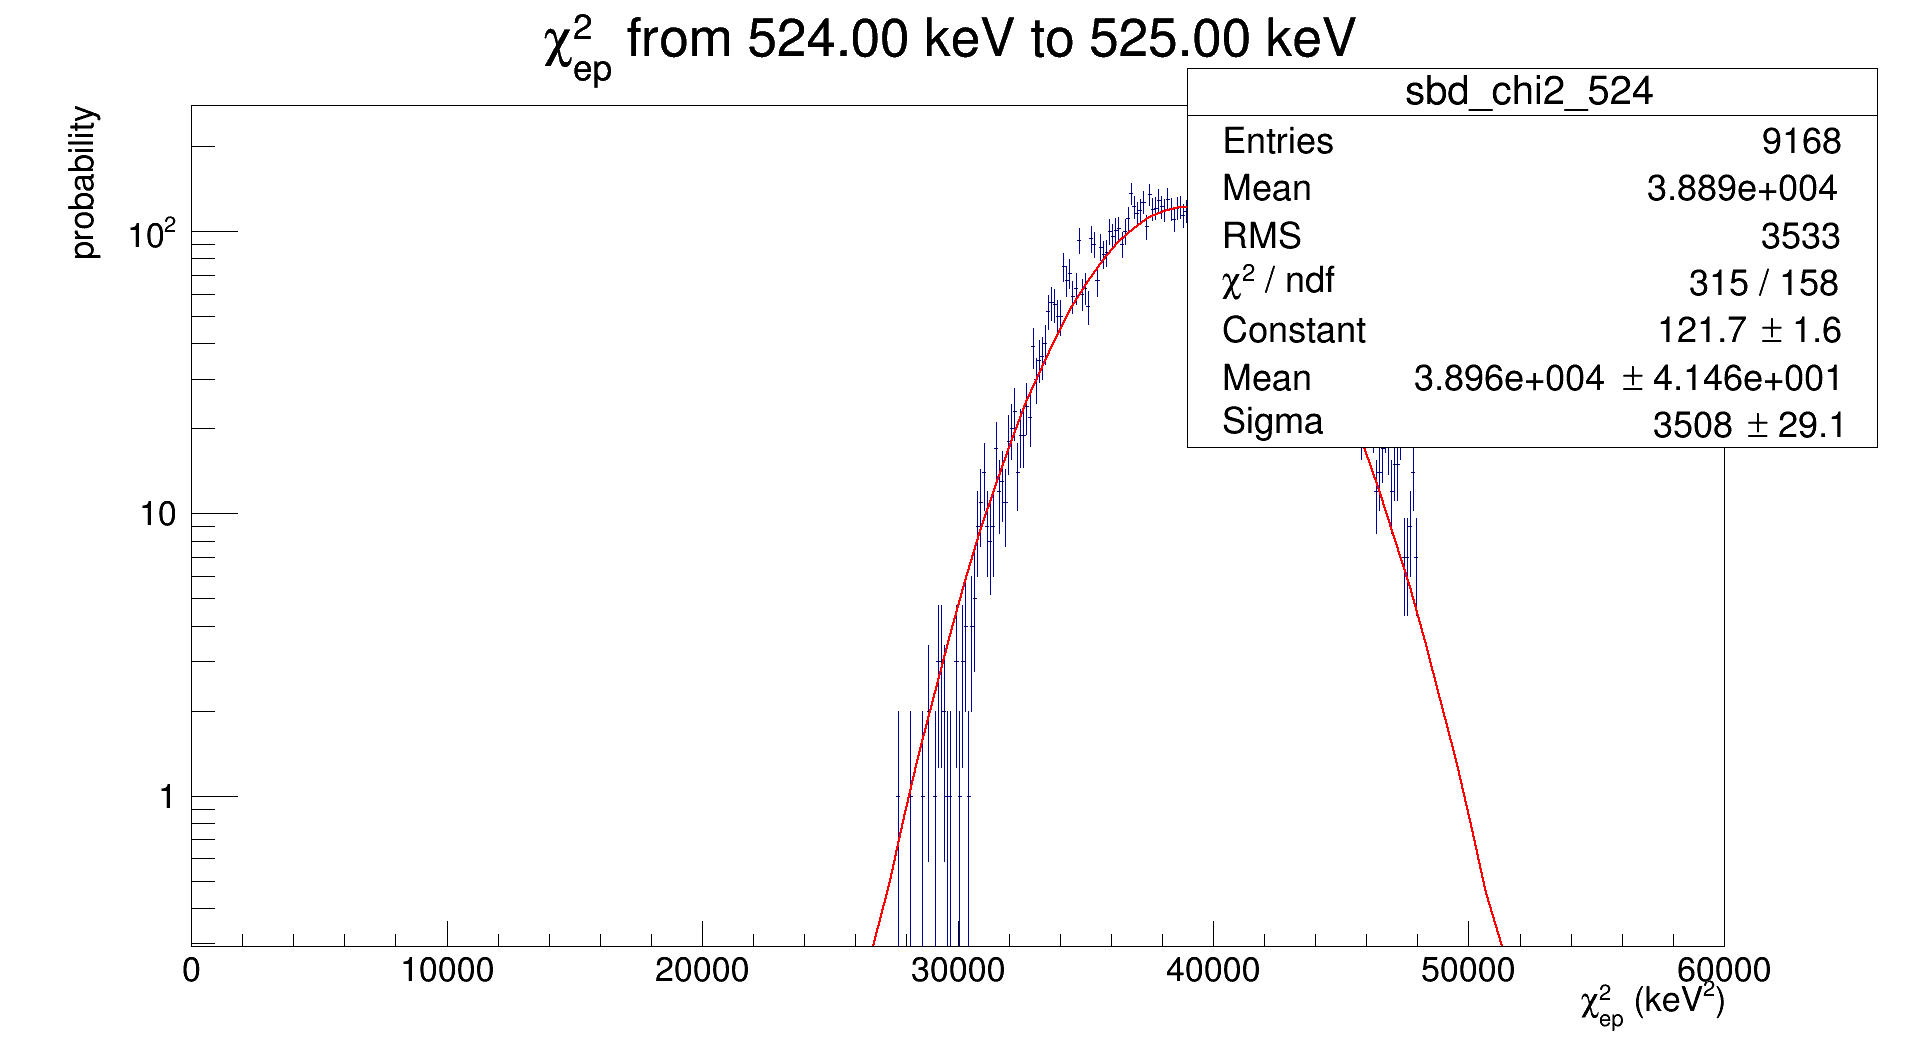 χ²ep from 524.00 keV to 525.00 keV
sbd_chi2_524
Entries 9168
Mean 3.889e+004
RMS 3533
χ² / ndf 315 / 158
Constant 121.7 ± 1.6
Mean 3.896e+004 ± 4.146e+001
Sigma 3508 ± 29.1
probability
10²
10
1
0 10000 20000 30000 40000 50000 60000
χ²ep (keV²)